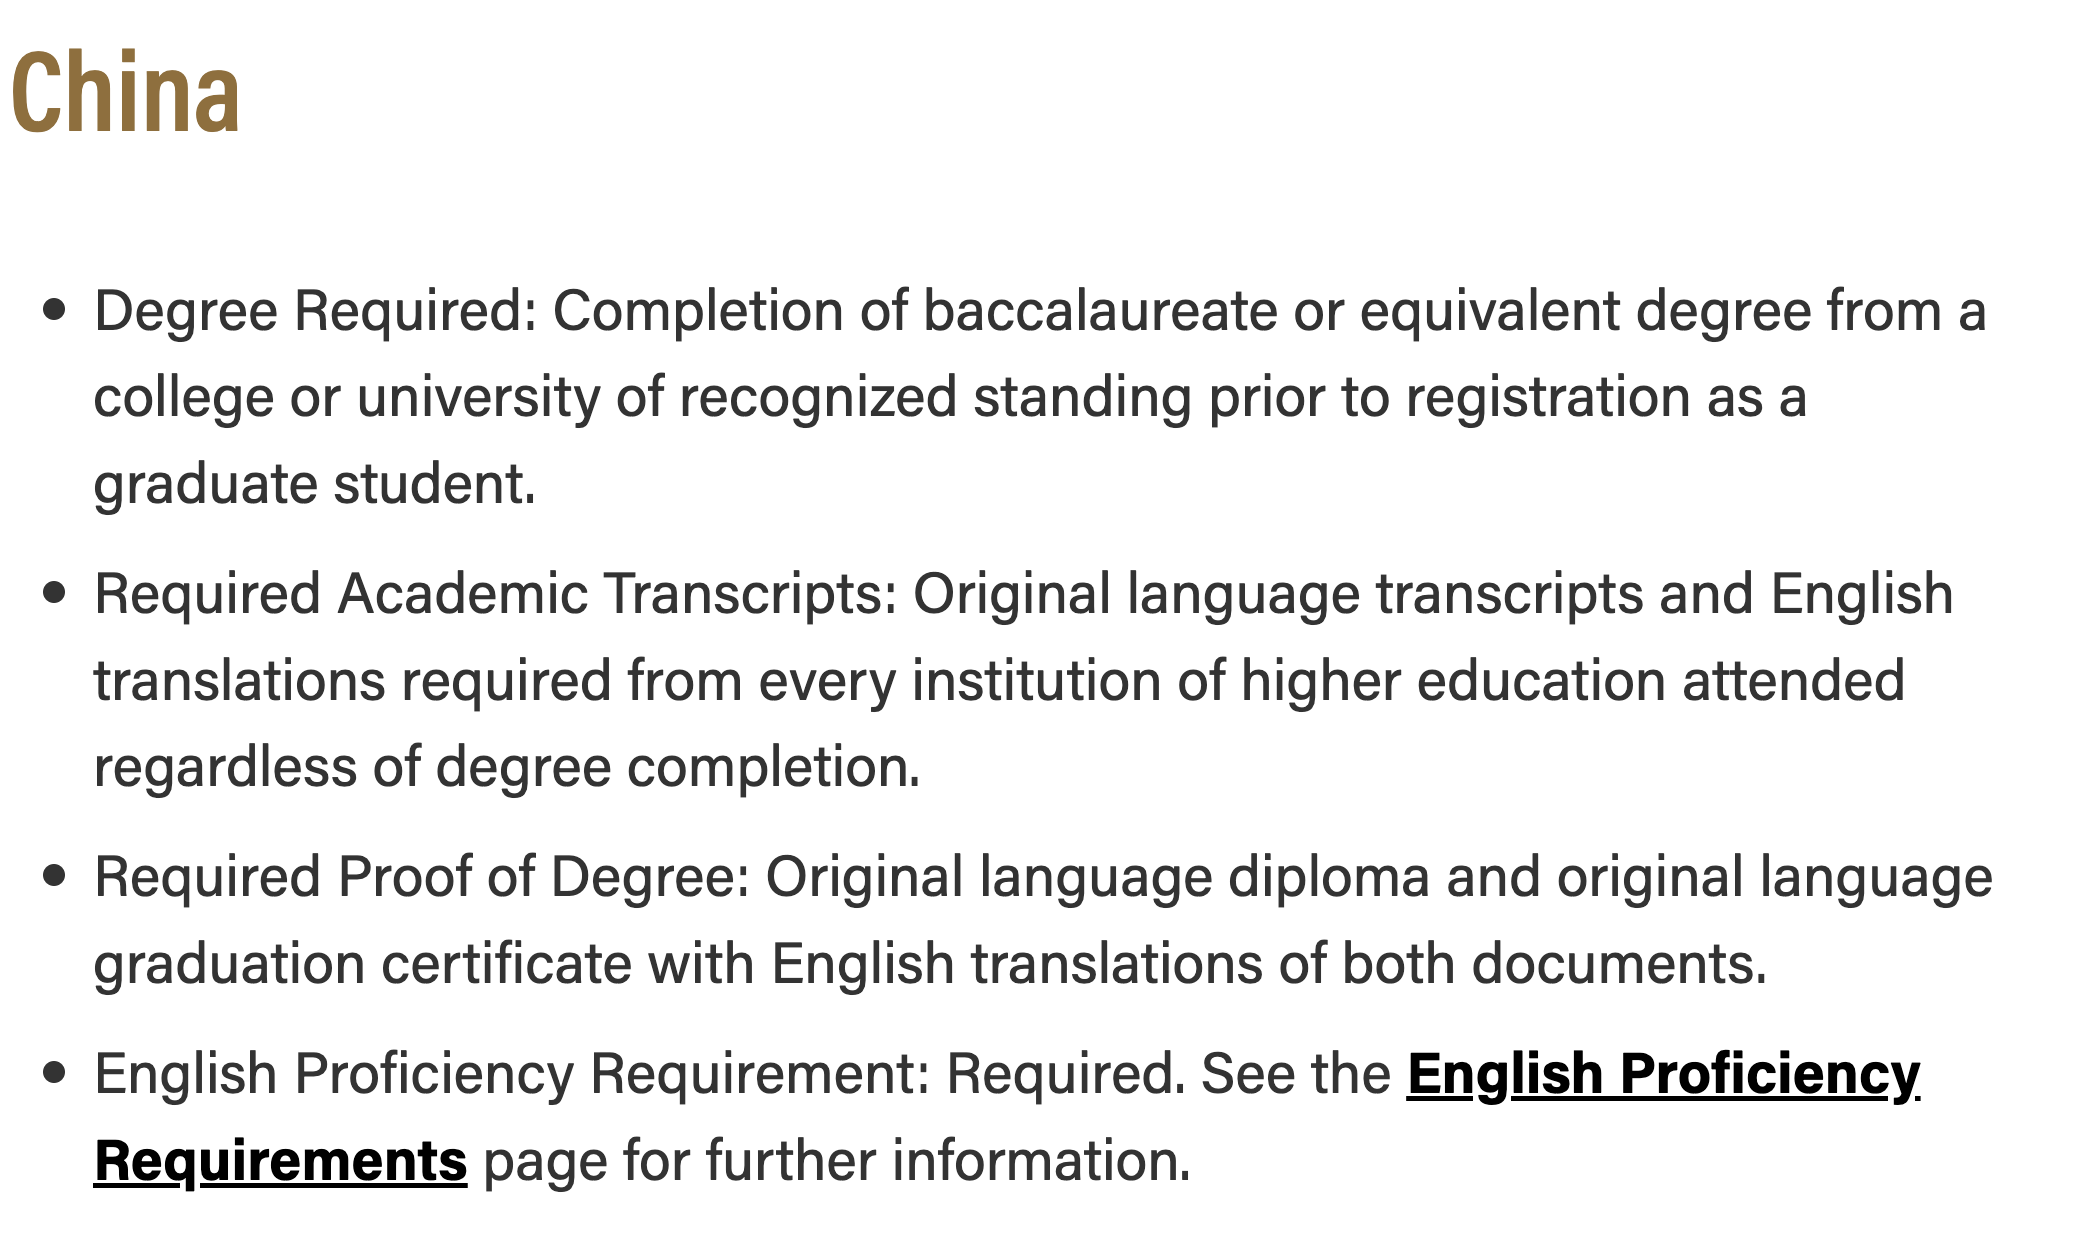 China
• Degree Required: Completion of baccalaureate or equivalent degree from a
college or university of recognized standing prior to registration as a
graduate student.
• Required Academic Transcripts: Original language transcripts and English
translations required from every institution of higher education attended
regardless of degree completion.
• Required Proof of Degree: Original language diploma and original language
graduation certificate with English translations of both documents.
• English Proficiency Requirement: Required. See the English Proficiency
Requirements page for further information.